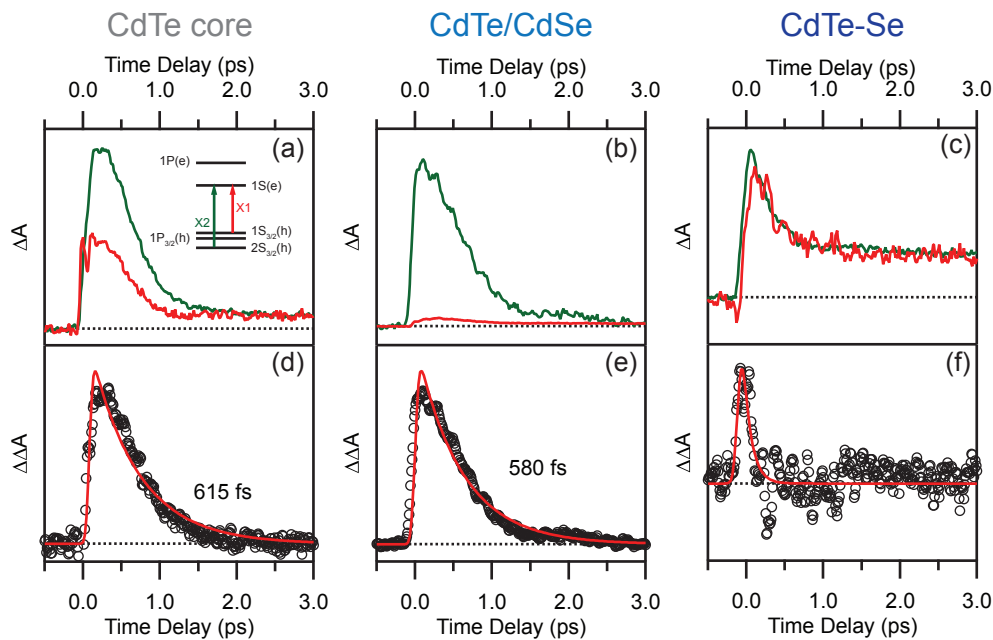 CdTe core
CdTe/CdSe
CdTe-Se
Time Delay (ps)
Time Delay (ps)
Time Delay (ps)
0.0 1.0 2.0 3.0
0.0 1.0 2.0 3.0
0.0 1.0 2.0 3.0
ΔA
(a)
1P(e)
1S(e)
X2
X1
1S3/2(h)
1P3/2(h)
2S3/2(h)
ΔA
(b)
ΔA
(c)
ΔΔA
(d)
615 fs
ΔΔA
(e)
580 fs
ΔΔA
(f)
0.0 1.0 2.0 3.0
0.0 1.0 2.0 3.0
0.0 1.0 2.0 3.0
Time Delay (ps)
Time Delay (ps)
Time Delay (ps)